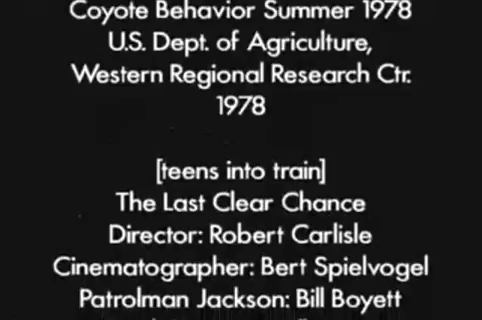 Coyote Behavior Summer 1978
U.S. Dept. of Agriculture,
Western Regional Research Ctr.
1978
[teens into train]
The Last Clear Chance
Director: Robert Carlisle
Cinematographer: Bert Spielvogel
Patrolman Jackson: Bill Boyett